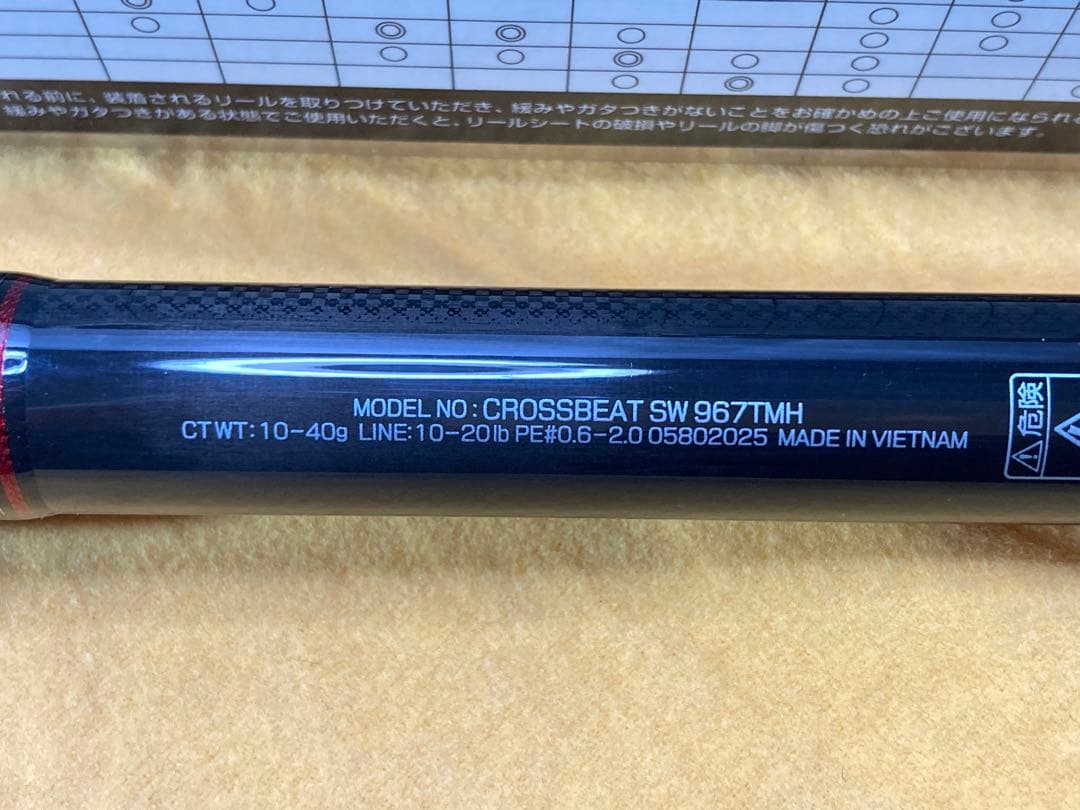 れる前に、装着されるリールを取りつけていただき、緩みやガタつきがないことをお確かめの上ご使用になられ
緩みやガタつきがある状態でご使用いただくと、リールシートの破損やリールの脚が傷つく恐れがございます。
MODEL NO : CROSSBEAT SW 967TMH
CT WT : 10-40g LINE : 10-20lb PE#0.6-2.0 05802025 MADE IN VIETNAM
危険